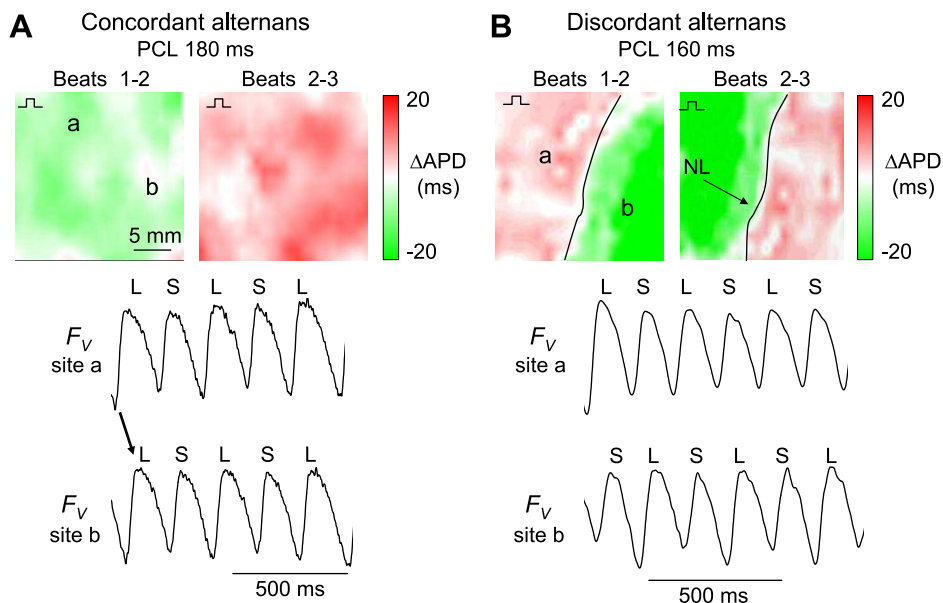 A Concordant alternans
PCL 180 ms
Beats 1-2 Beats 2-3
a
b
5 mm
20
ΔAPD
(ms)
-20
L S L S L
F_V
site a
L S L S L
F_V
site b
500 ms
B Discordant alternans
PCL 160 ms
Beats 1-2 Beats 2-3
a
b
NL
20
ΔAPD
(ms)
-20
L S L S L S
F_V
site a
S L S L S L
F_V
site b
500 ms